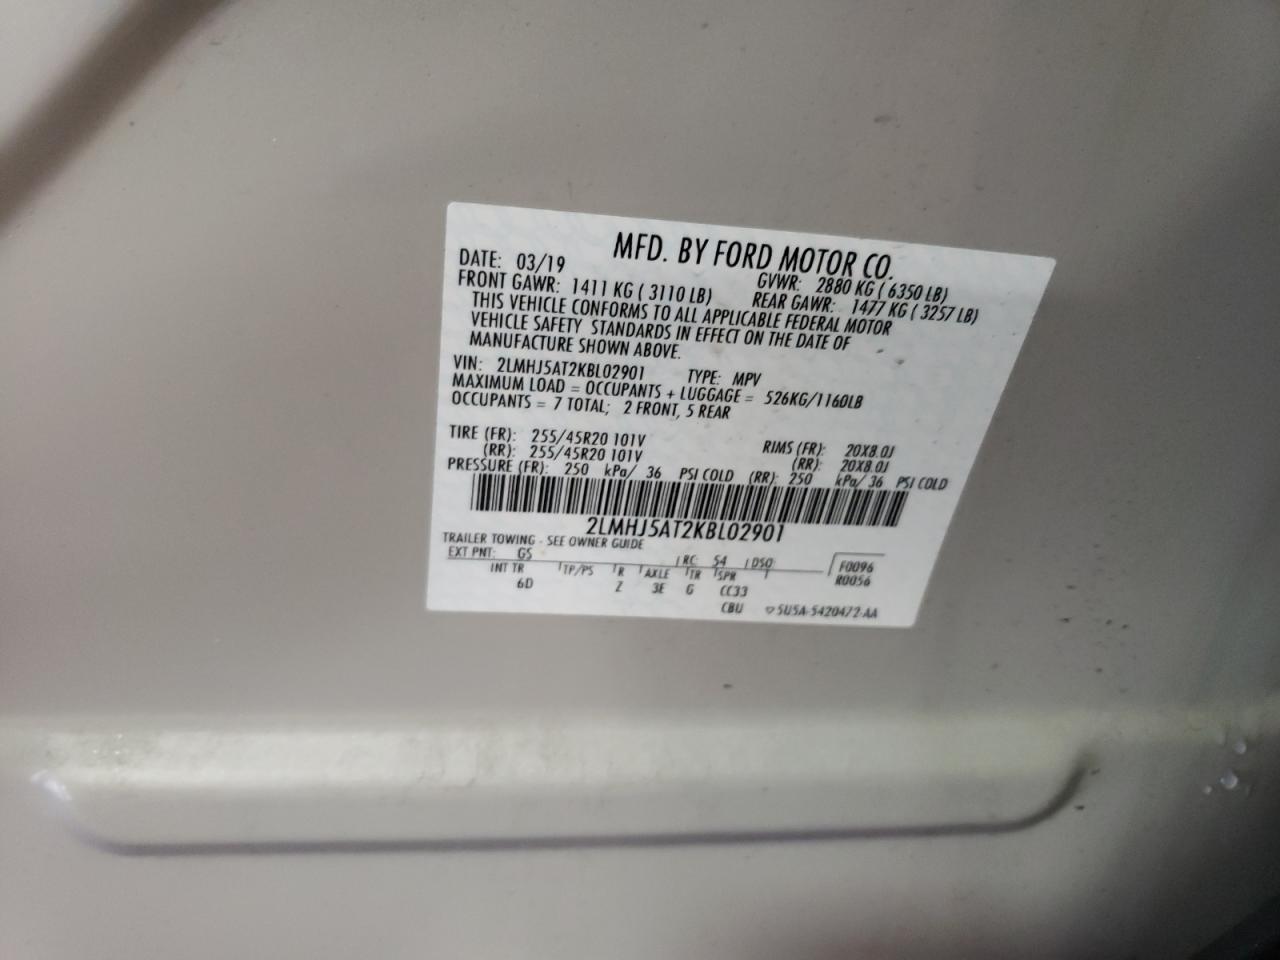 MFD. BY FORD MOTOR CO.
DATE: 03/19 GVWR: 2880 KG ( 6350 LB)
FRONT GAWR: 1411 KG ( 3110 LB) REAR GAWR: 1477 KG ( 3257 LB)
THIS VEHICLE CONFORMS TO ALL APPLICABLE FEDERAL MOTOR
VEHICLE SAFETY STANDARDS IN EFFECT ON THE DATE OF
MANUFACTURE SHOWN ABOVE.
VIN: 2LMHJ5AT2KBL02901 TYPE: MPV
MAXIMUM LOAD = OCCUPANTS + LUGGAGE = 526KG/1160LB
OCCUPANTS = 7 TOTAL; 2 FRONT, 5 REAR
TIRE (FR): 255/45R20 101V RIMS (FR): 20X8.0J
(RR): 255/45R20 101V (RR): 20X8.0J
PRESSURE (FR): 250 kPa/ 36 PSI COLD (RR): 250 kPa/ 36 PSI COLD
2LMHJ5AT2KBL02901
TRAILER TOWING - SEE OWNER GUIDE
EXT PNT: GS RC: 54 DSO: F0096
INT TR TP/PS R AXLE TR SPR R0056
6D Z 3E G CC33
CBU 5U5A-5420472-AA